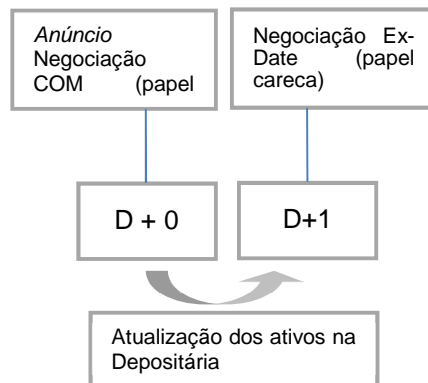 Anúncio
Negociação
COM (papel
Negociação Ex-
Date (papel
careca)
D + 0
D+1
Atualização dos ativos na
Depositária